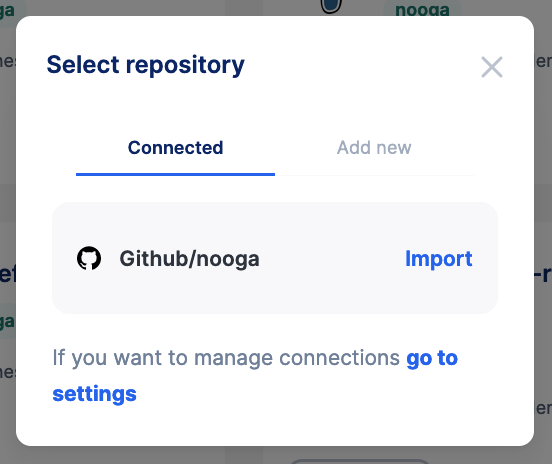 nooga
Select repository
Connected
Add new
Github/nooga
Import
If you want to manage connections go to
settings